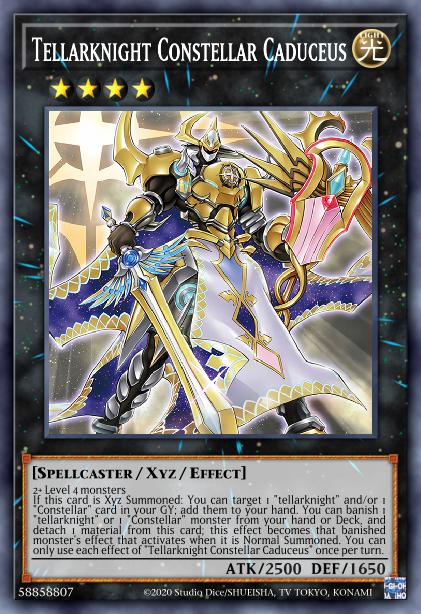 TELLARKNIGHT CONSTELLAR CADUCEUS
LIGHT
光
[SPELLCASTER / XYZ / EFFECT]
2+ Level 4 monsters
If this card is Xyz Summoned: You can target 1 "tellarknight" and/or 1
"Constellar" card in your GY; add them to your hand. You can banish 1
"tellarknight" or 1 "Constellar" monster from your hand or Deck, and
detach 1 material from this card; this effect becomes that banished
monster's effect that activates when it is Normal Summoned. You can
only use each effect of "Tellarknight Constellar Caduceus" once per turn.
ATK/2500 DEF/1650
58858807
©2020 Studio Dice/SHUEISHA, TV TOKYO, KONAMI